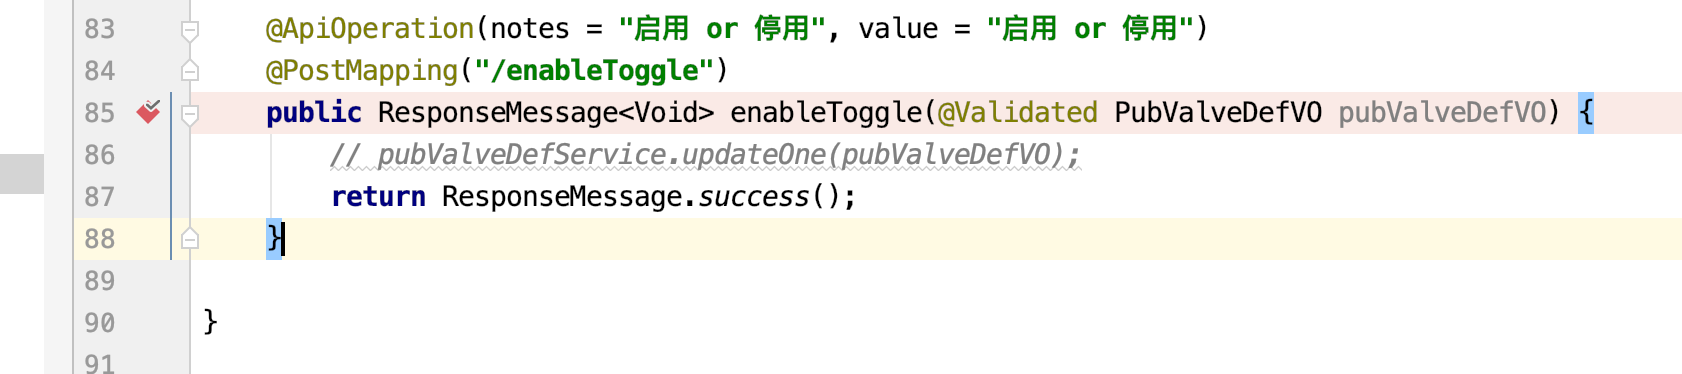 83 @ApiOperation(notes = "启用 or 停用", value = "启用 or 停用")
84 @PostMapping("/enableToggle")
85 public ResponseMessage<Void> enableToggle(@Validated PubValveDefVO pubValveDefVO) {
86 // pubValveDefService.updateOne(pubValveDefVO);
87 return ResponseMessage.success();
88 }
89
90 }
91